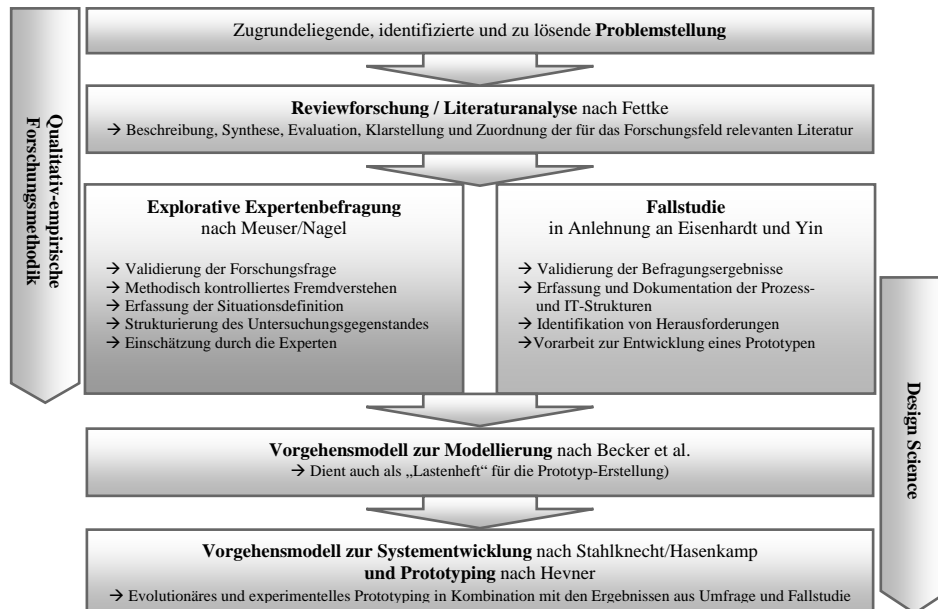 Zugrundeliegende, identifizierte und zu lösende Problemstellung
Qualitativ-empirische
Forschungsmethodik
Reviewforschung / Literaturanalyse nach Fettke
→ Beschreibung, Synthese, Evaluation, Klarstellung und Zuordnung der für das Forschungsfeld relevanten Literatur
Explorative Expertenbefragung
nach Meuser/Nagel
→ Validierung der Forschungsfrage
→ Methodisch kontrolliertes Fremdverstehen
→ Erfassung der Situationsdefinition
→ Strukturierung des Untersuchungsgegenstandes
→ Einschätzung durch die Experten
Fallstudie
in Anlehnung an Eisenhardt und Yin
→ Validierung der Befragungsergebnisse
→ Erfassung und Dokumentation der Prozess-
und IT-Strukturen
→ Identifikation von Herausforderungen
→Vorarbeit zur Entwicklung eines Prototypen
Design Science
Vorgehensmodell zur Modellierung nach Becker et al.
→ Dient auch als „Lastenheft“ für die Prototyp-Erstellung)
Vorgehensmodell zur Systementwicklung nach Stahlknecht/Hasenkamp
und Prototyping nach Hevner
→ Evolutionäres und experimentelles Prototyping in Kombination mit den Ergebnissen aus Umfrage und Fallstudie